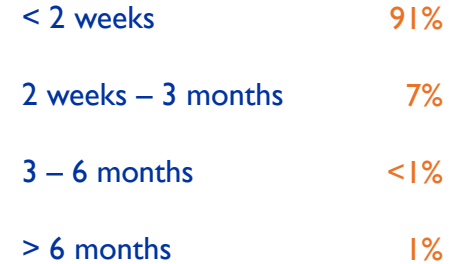 < 2 weeks 91%
2 weeks – 3 months 7%
3 – 6 months <1%
> 6 months 1%